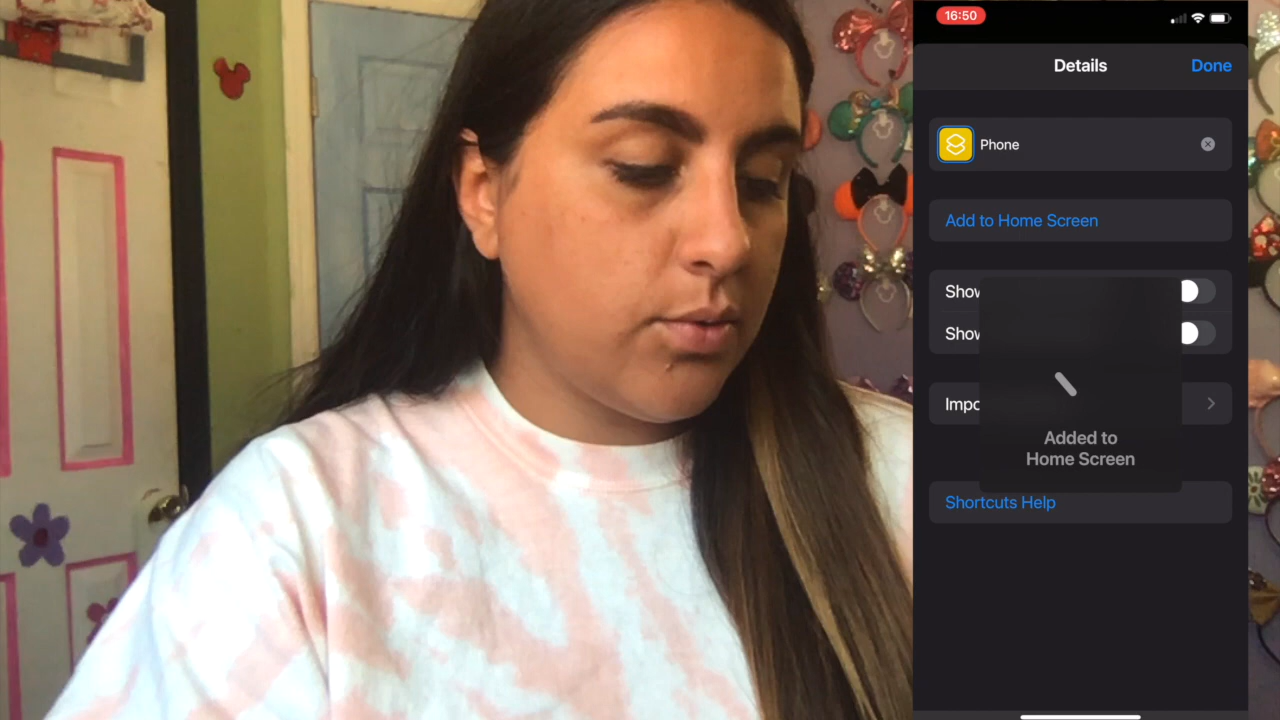 16:50
Details
Done
Phone
Add to Home Screen
Show
Show
Impo
Added to
Home Screen
Shortcuts Help